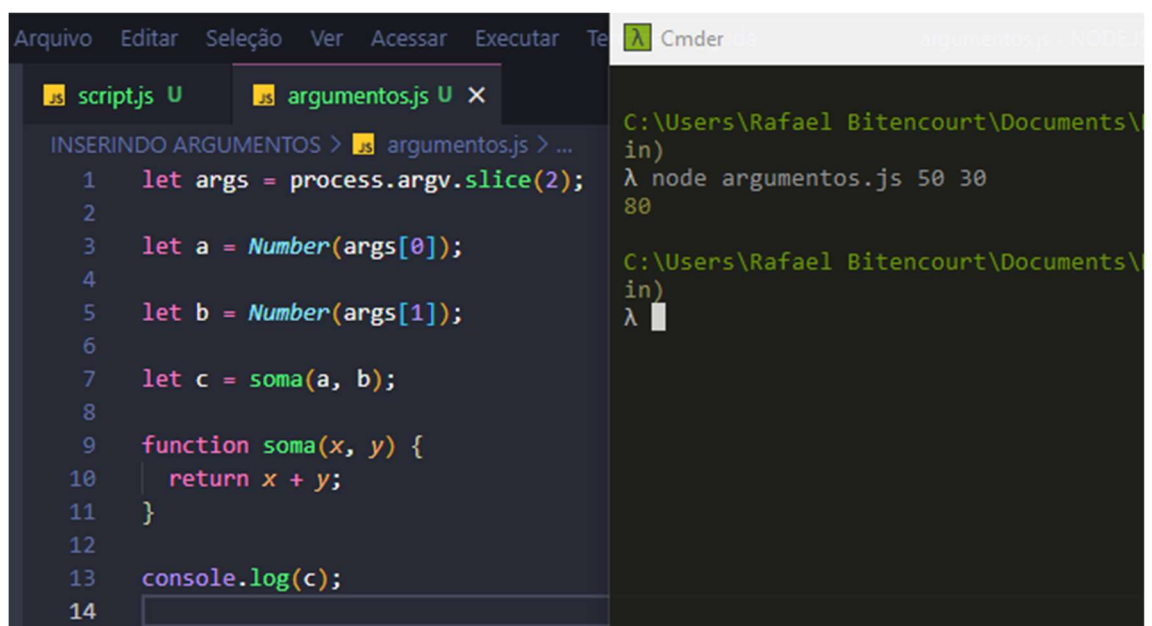 Arquivo Editar Seleção Ver Acessar Executar Te
script.js U argumentos.js U ×
INSERINDO ARGUMENTOS > argumentos.js > ...
1 let args = process.argv.slice(2);
2
3 let a = Number(args[0]);
4
5 let b = Number(args[1]);
6
7 let c = soma(a, b);
8
9 function soma(x, y) {
10 return x + y;
11 }
12
13 console.log(c);
14
λ Cmder
C:\Users\Rafael Bitencourt\Documents\
in)
λ node argumentos.js 50 30
80
C:\Users\Rafael Bitencourt\Documents\
in)
λ